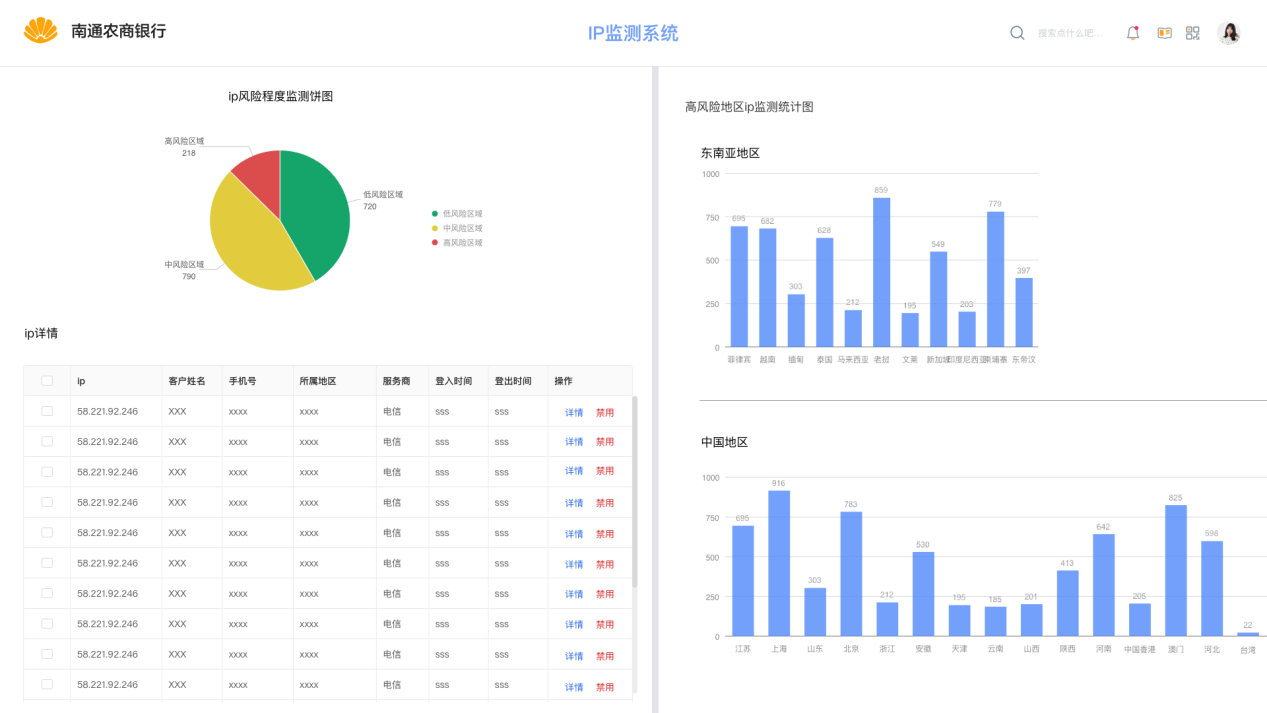 南通农商银行
IP监测系统
搜索点什么吧...
ip风险程度监测饼图
高风险区域
218
低风险区域
720
中风险区域
790
低风险区域
中风险区域
高风险区域
ip详情
ip 客户姓名 手机号 所属地区 服务商 登入时间 登出时间 操作
58.221.92.246 XXX xxxx xxxx 电信 sss sss 详情 禁用
58.221.92.246 XXX xxxx xxxx 电信 sss sss 详情 禁用
58.221.92.246 XXX xxxx xxxx 电信 sss sss 详情 禁用
58.221.92.246 XXX xxxx xxxx 电信 sss sss 详情 禁用
58.221.92.246 XXX xxxx xxxx 电信 sss sss 详情 禁用
58.221.92.246 XXX xxxx xxxx 电信 sss sss 详情 禁用
58.221.92.246 XXX xxxx xxxx 电信 sss sss 详情 禁用
58.221.92.246 XXX xxxx xxxx 电信 sss sss 详情 禁用
58.221.92.246 XXX xxxx xxxx 电信 sss sss 详情 禁用
58.221.92.246 XXX xxxx xxxx 电信 sss sss 详情 禁用
高风险地区ip监测统计图
东南亚地区
1000
750
500
250
0
695 682 303 628 212 859 195 549 203 779 397
菲律宾 越南 缅甸 泰国 马来西亚 老挝 文莱 新加坡 印度尼西亚 柬埔寨 东帝汶
中国地区
1000
750
500
250
0
695 916 303 783 212 530 195 185 201 413 642 205 825 598 22
江苏 上海 山东 北京 浙江 安徽 天津 云南 山西 陕西 河南 中国香港 澳门 河北 台湾